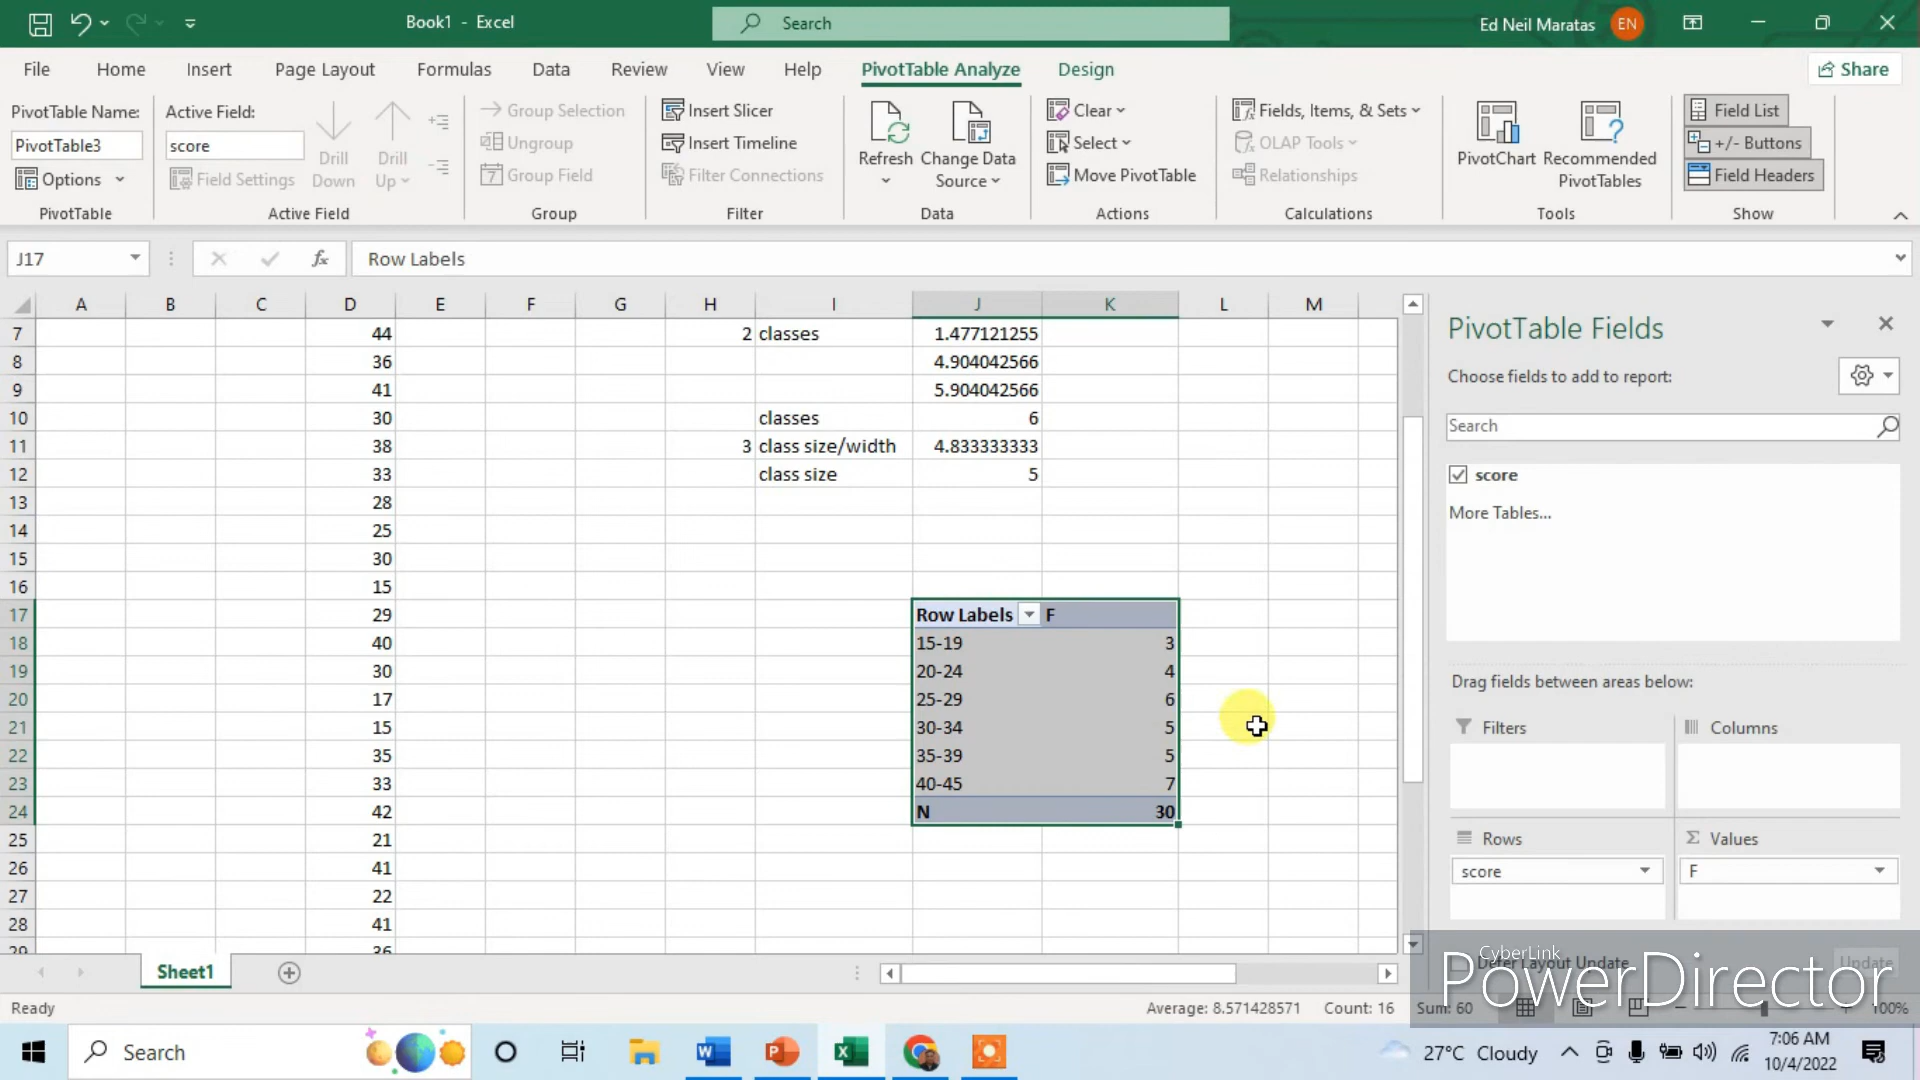 Book1 - Excel
Search
Ed Neil Maratas
EN
File Home Insert Page Layout Formulas Data Review View Help PivotTable Analyze Design Share
PivotTable Name:
PivotTable3
Options
PivotTable
Active Field:
score
Field Settings
Drill Down
Drill Up
Active Field
Group Selection
Ungroup
7 Group Field
Group
Insert Slicer
Insert Timeline
Filter Connections
Filter
Refresh
Change Data Source
Data
Clear
Select
Move PivotTable
Actions
Fields, Items, & Sets
OLAP Tools
Relationships
Calculations
PivotChart
Recommended PivotTables
Tools
Field List
+/- Buttons
Field Headers
Show
J17
fx
Row Labels
A B C D E F G H I J K L M
7 44 2 classes 1.477121255
8 36 4.904042566
9 41 5.904042566
10 30 classes 6
11 38 3 class size/width 4.833333333
12 33 class size 5
13 28
14 25
15 30
16 15
17 29 Row Labels F
18 40 15-19 3
19 30 20-24 4
20 17 25-29 6
21 15 30-34 5
22 35 35-39 5
23 33 40-45 7
24 42 N 30
25 21
26 41
27 22
28 41
29 36
PivotTable Fields
Choose fields to add to report:
Search
score
More Tables...
Drag fields between areas below:
Filters
Columns
Rows
Σ Values
score
F
Defer Layout Update
Update
CyberLink
PowerDirector
Sheet1
Ready
Average: 8.571428571 Count: 16 Sum: 60
100%
Search
27°C Cloudy
7:06 AM
10/4/2022